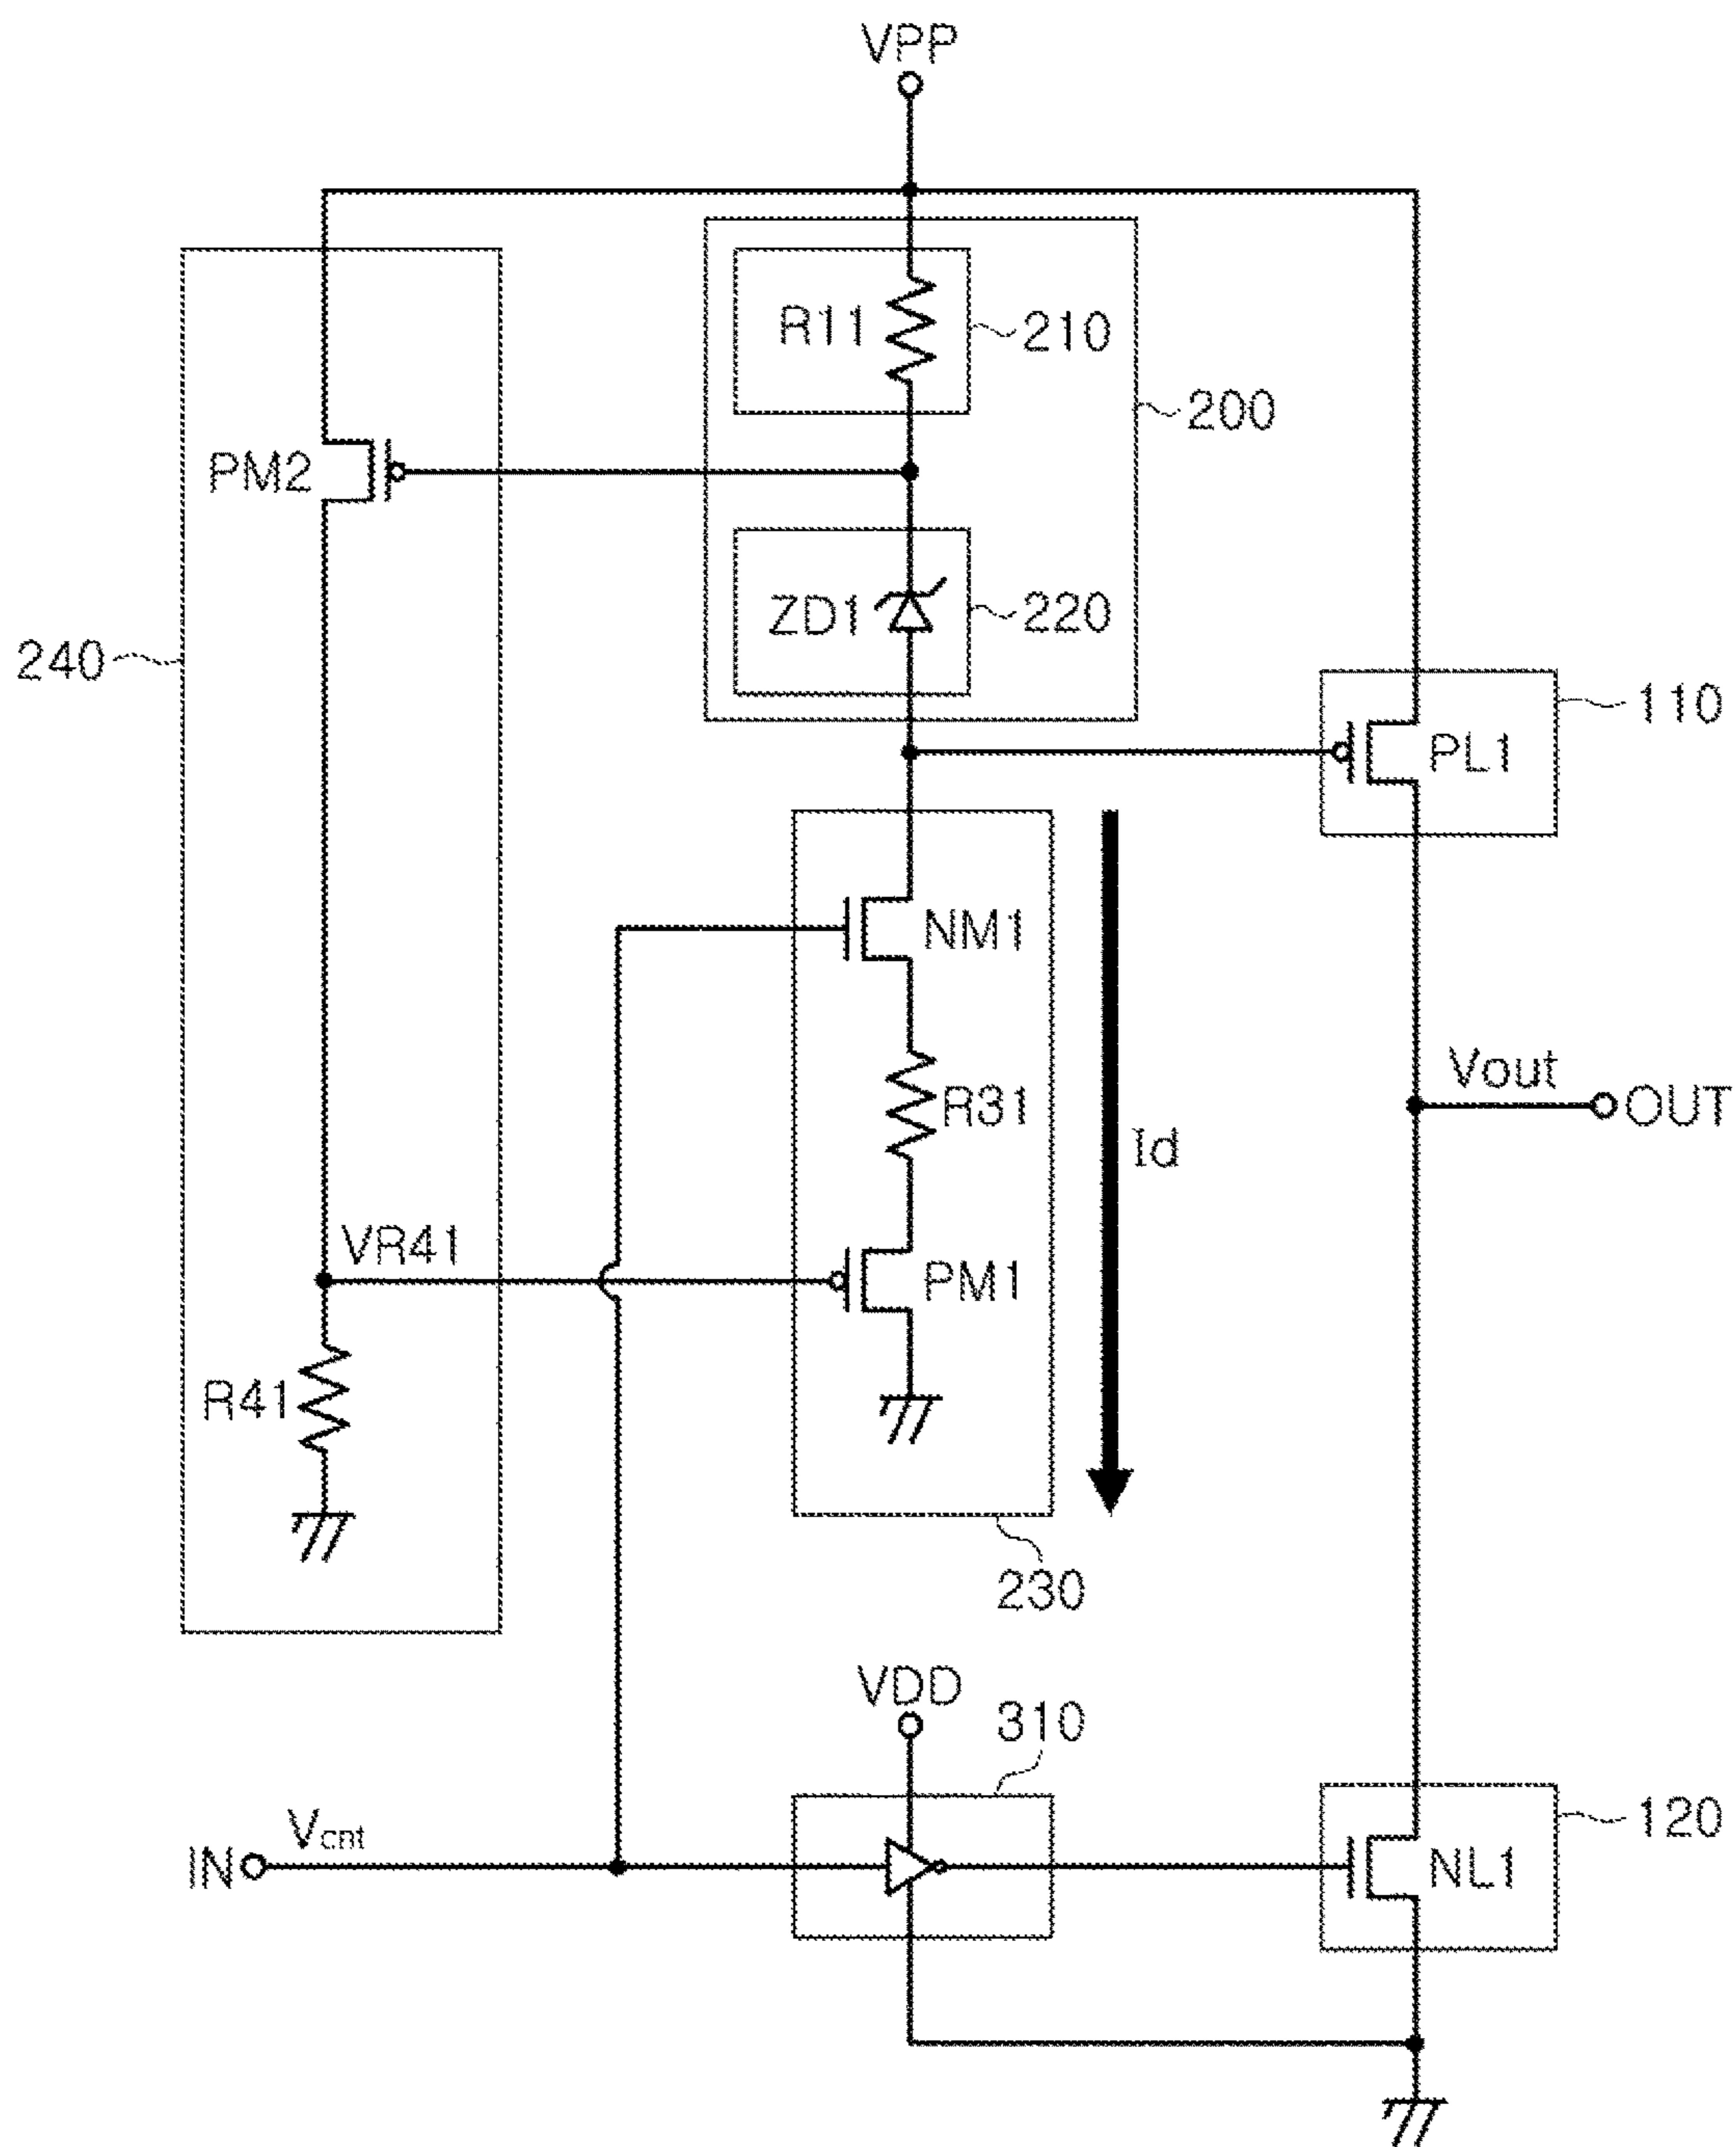 VPP
R11
210
200
PM2
ZD1
220
240
110
PL1
NM1
Vout
OUT
R31
Id
VR41
PM1
R41
230
VDD
310
Vcnt
120
IN
NL1